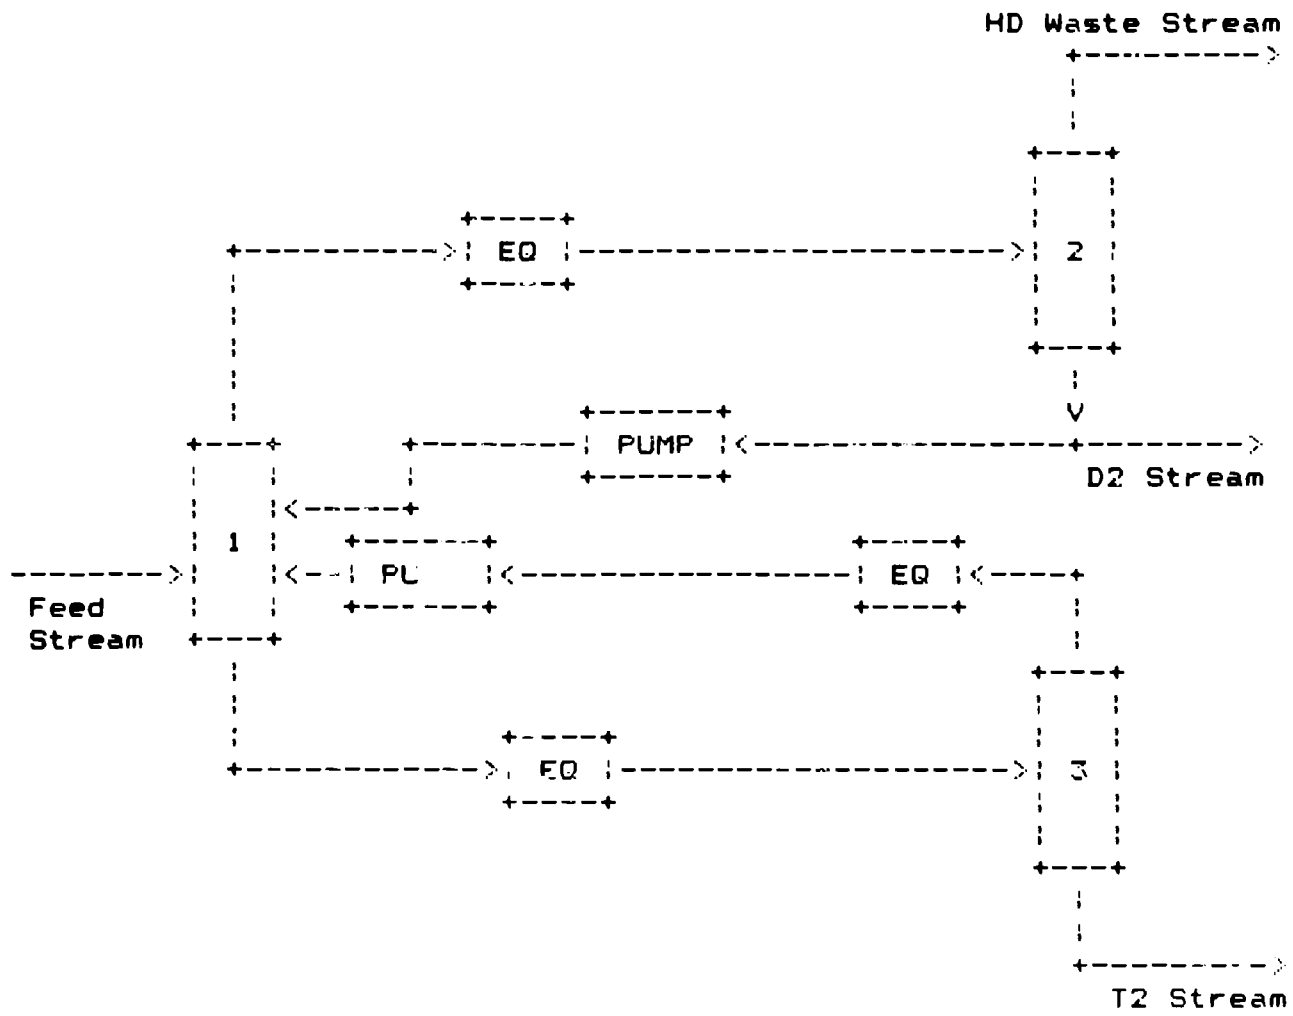 HD Waste Stream
EQ
2
PUMP
D2 Stream
1
EQ
Feed
Stream
EQ
3
T2 Stream